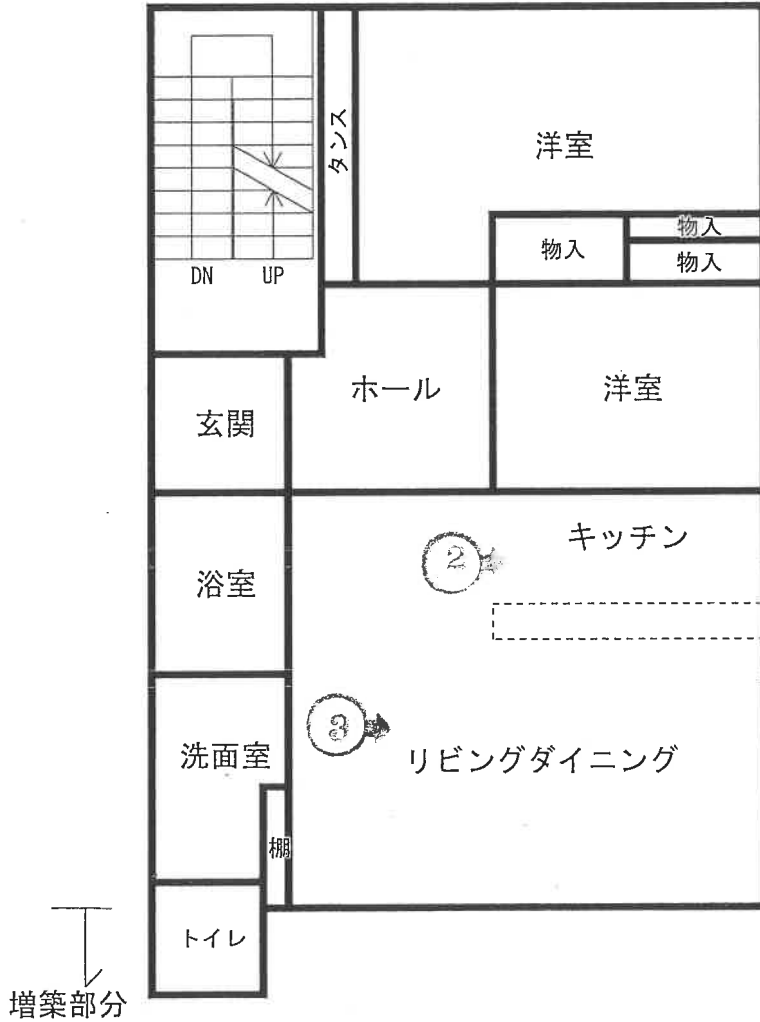 タンス
洋室
物入
物入
物入
DN UP
ホール
洋室
玄関
キッチン
2
浴室
3
洗面室
リビングダイニング
棚
トイレ
増築部分